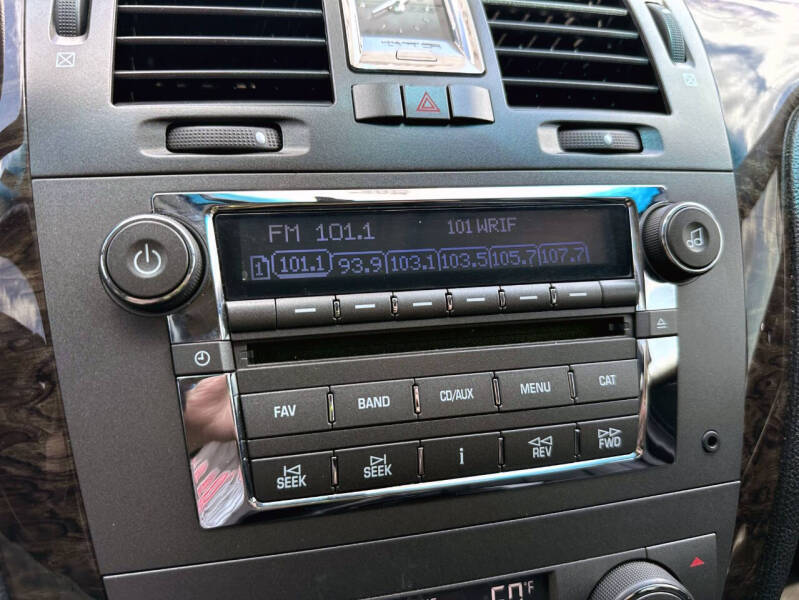 FM 101.1 101 WRIF
1 101.1 93.9 103.1 103.5 105.7 107.7
FAV BAND CD/AUX MENU CAT
SEEK SEEK i REV FWD
°F